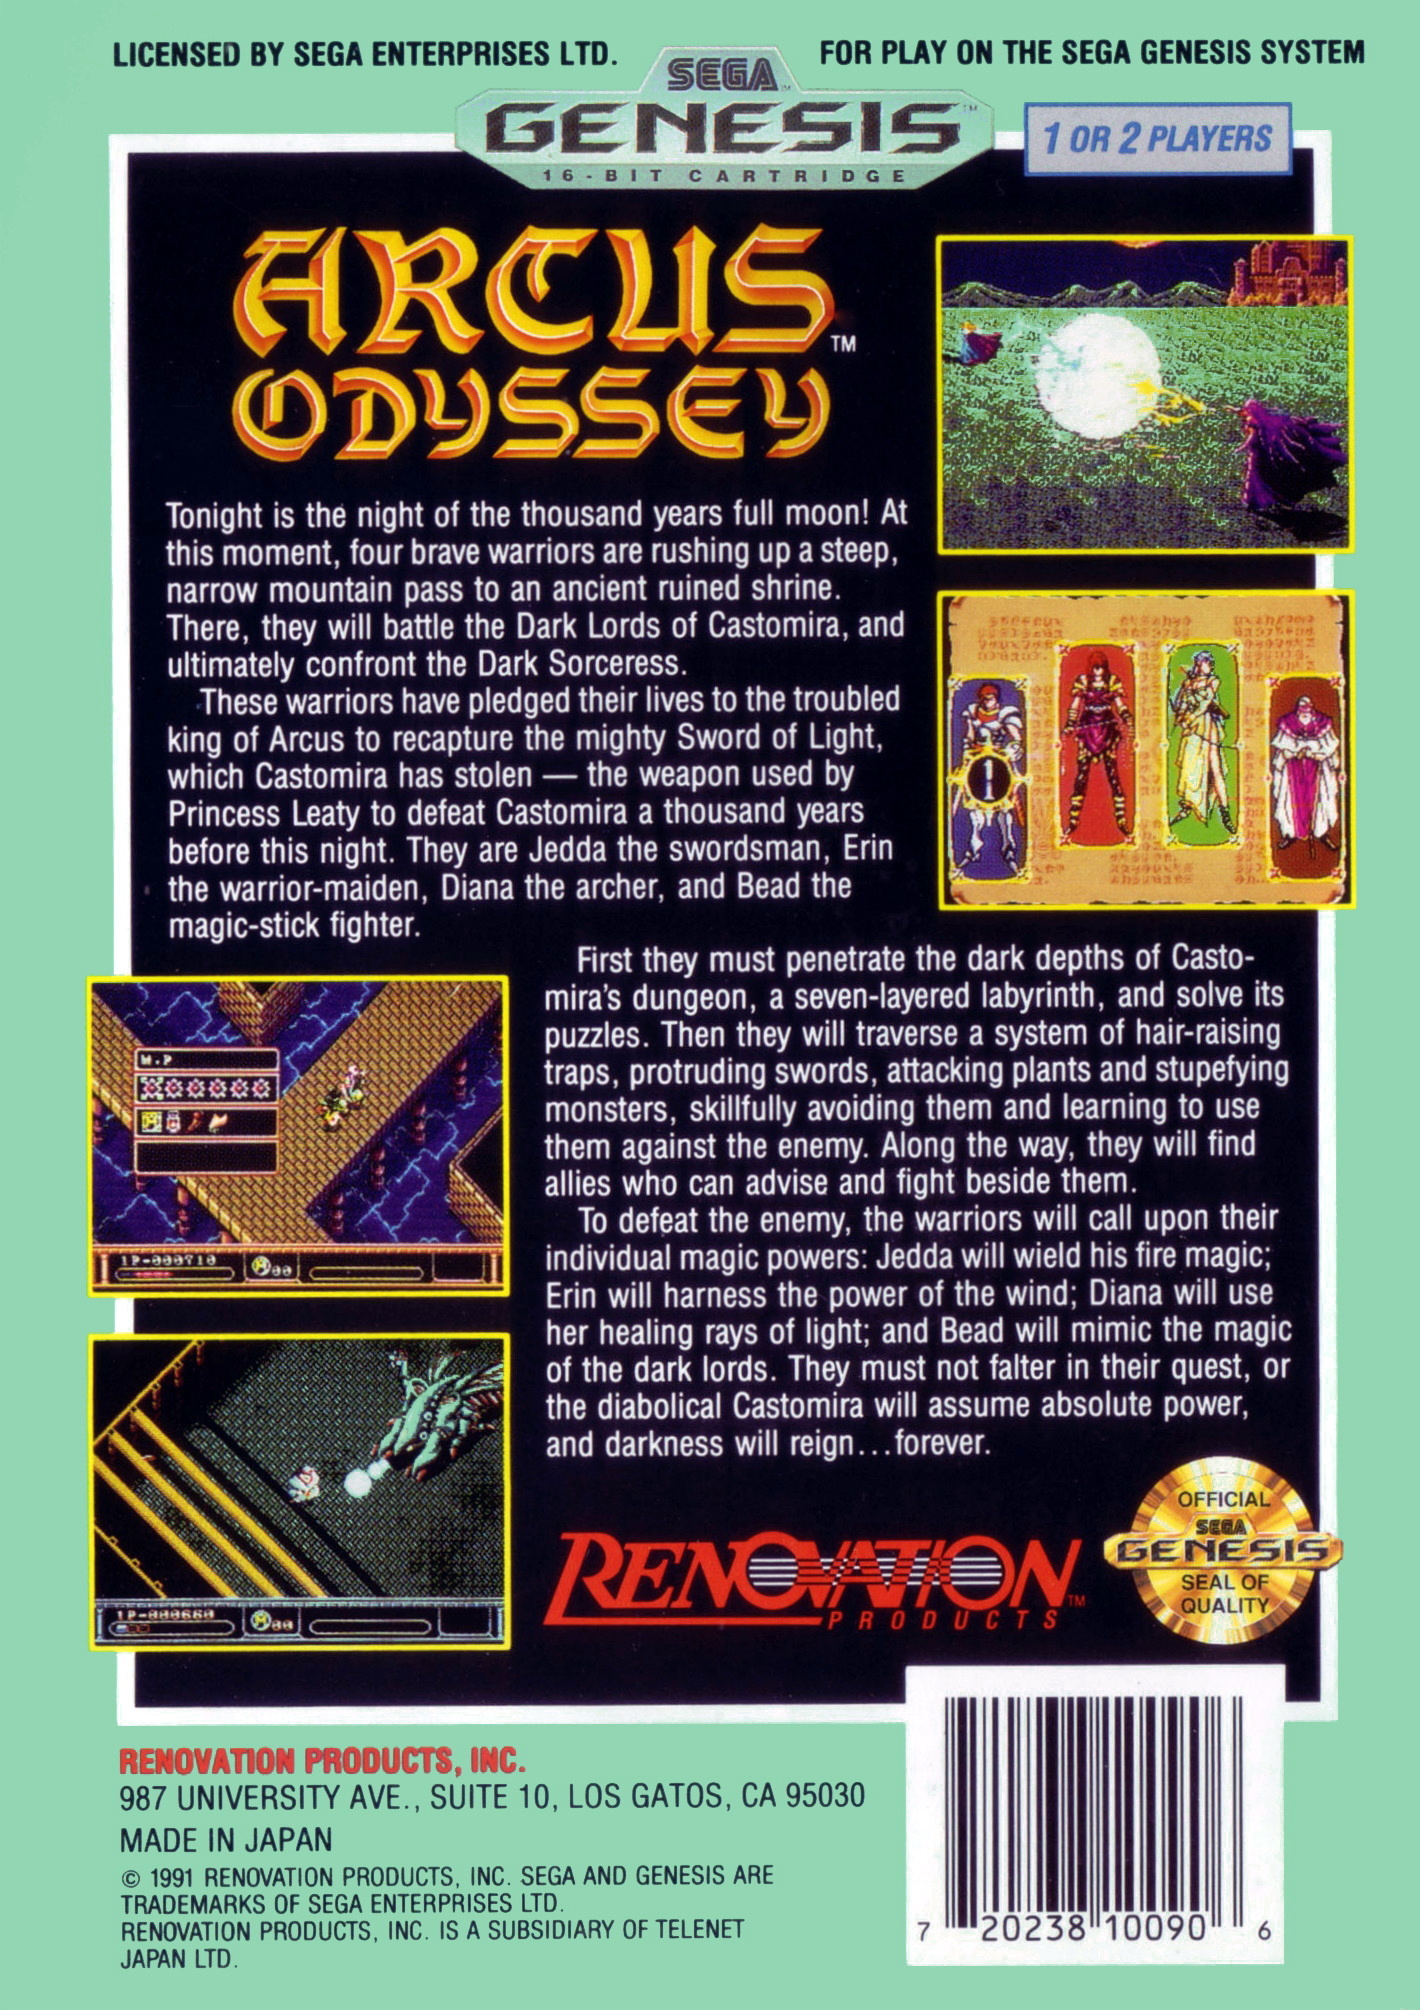 LICENSED BY SEGA ENTERPRISES LTD.
FOR PLAY ON THE SEGA GENESIS SYSTEM
SEGA™
GENESIS™
16-BIT CARTRIDGE
1 OR 2 PLAYERS
ARCUS
ODYSSEY™
Tonight is the night of the thousand years full moon! At
this moment, four brave warriors are rushing up a steep,
narrow mountain pass to an ancient ruined shrine.
There, they will battle the Dark Lords of Castomira, and
ultimately confront the Dark Sorceress.
These warriors have pledged their lives to the troubled
king of Arcus to recapture the mighty Sword of Light,
which Castomira has stolen — the weapon used by
Princess Leaty to defeat Castomira a thousand years
before this night. They are Jedda the swordsman, Erin
the warrior-maiden, Diana the archer, and Bead the
magic-stick fighter.
1
First they must penetrate the dark depths of Casto-
mira's dungeon, a seven-layered labyrinth, and solve its
puzzles. Then they will traverse a system of hair-raising
traps, protruding swords, attacking plants and stupefying
monsters, skillfully avoiding them and learning to use
them against the enemy. Along the way, they will find
allies who can advise and fight beside them.
To defeat the enemy, the warriors will call upon their
individual magic powers: Jedda will wield his fire magic;
Erin will harness the power of the wind; Diana will use
her healing rays of light; and Bead will mimic the magic
of the dark lords. They must not falter in their quest, or
the diabolical Castomira will assume absolute power,
and darkness will reign...forever.
M.P
1P-000710
M00
1P-000660
M00
RENOVATION™
PRODUCTS
OFFICIAL
SEGA
GENESIS
SEAL OF
QUALITY
RENOVATION PRODUCTS, INC.
987 UNIVERSITY AVE., SUITE 10, LOS GATOS, CA 95030
MADE IN JAPAN
© 1991 RENOVATION PRODUCTS, INC. SEGA AND GENESIS ARE
TRADEMARKS OF SEGA ENTERPRISES LTD.
RENOVATION PRODUCTS, INC. IS A SUBSIDIARY OF TELENET
JAPAN LTD.
7 20238 10090 6